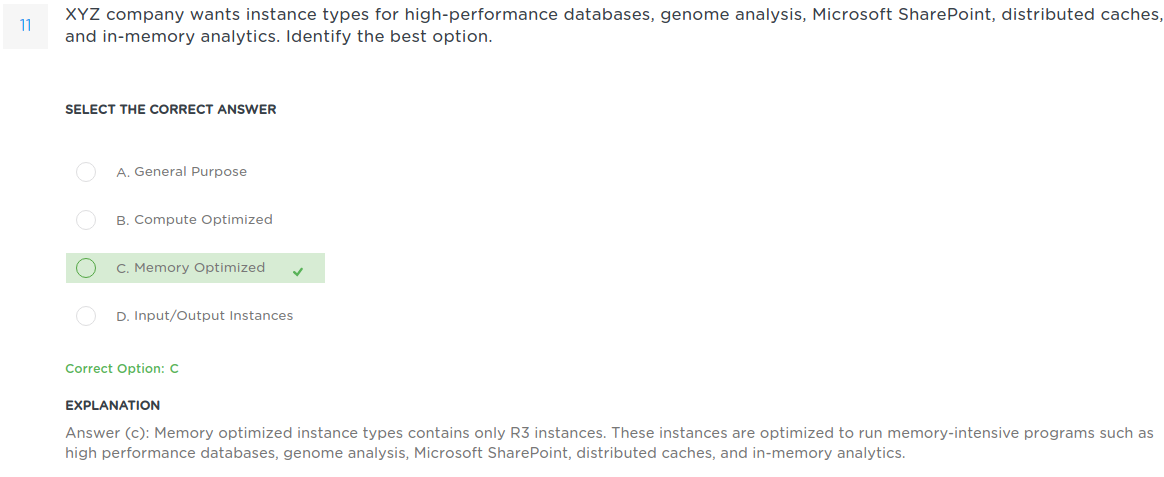 11
XYZ company wants instance types for high-performance databases, genome analysis, Microsoft SharePoint, distributed caches,
and in-memory analytics. Identify the best option.
SELECT THE CORRECT ANSWER
A. General Purpose
B. Compute Optimized
C. Memory Optimized
D. Input/Output Instances
Correct Option: C
EXPLANATION
Answer (c): Memory optimized instance types contains only R3 instances. These instances are optimized to run memory-intensive programs such as
high performance databases, genome analysis, Microsoft SharePoint, distributed caches, and in-memory analytics.